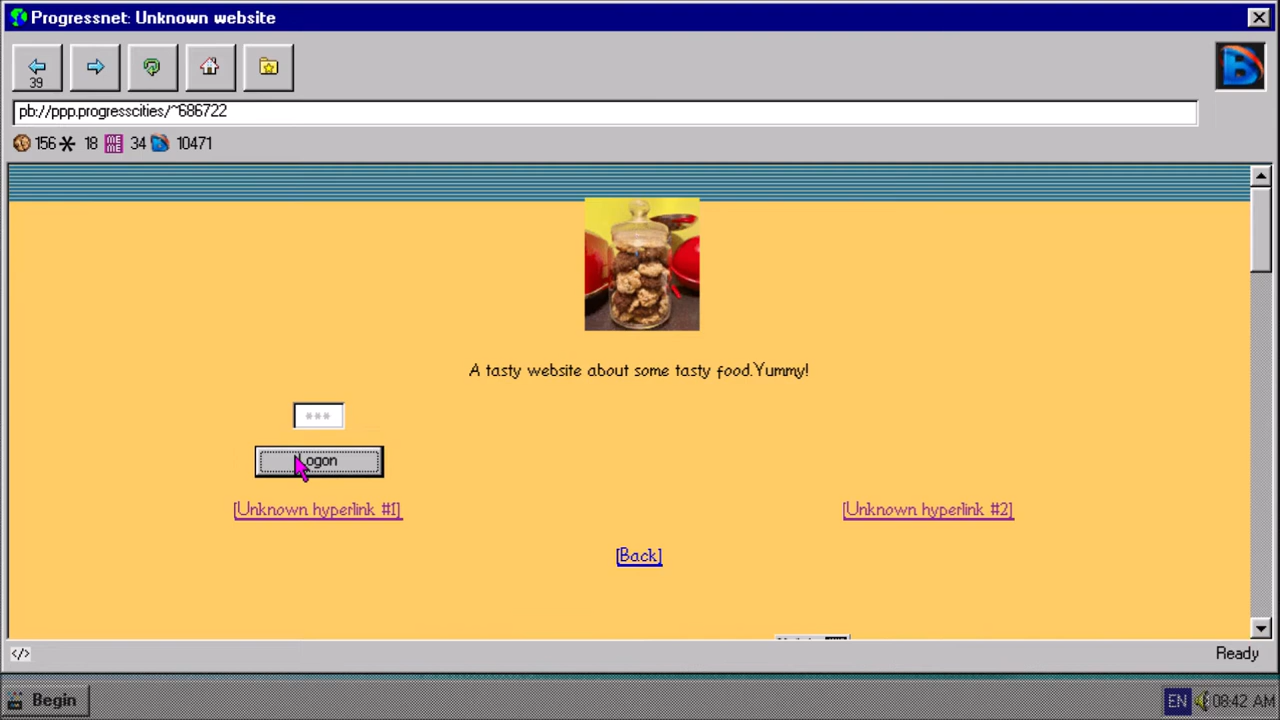 Progressnet: Unknown website
39
pb://ppp.progresscities/~686722
156 18 34 10471
A tasty website about some tasty food.Yummy!
***
Logon
[Unknown hyperlink #1] [Unknown hyperlink #2]
[Back]
</> Ready
Begin EN 08:42 AM